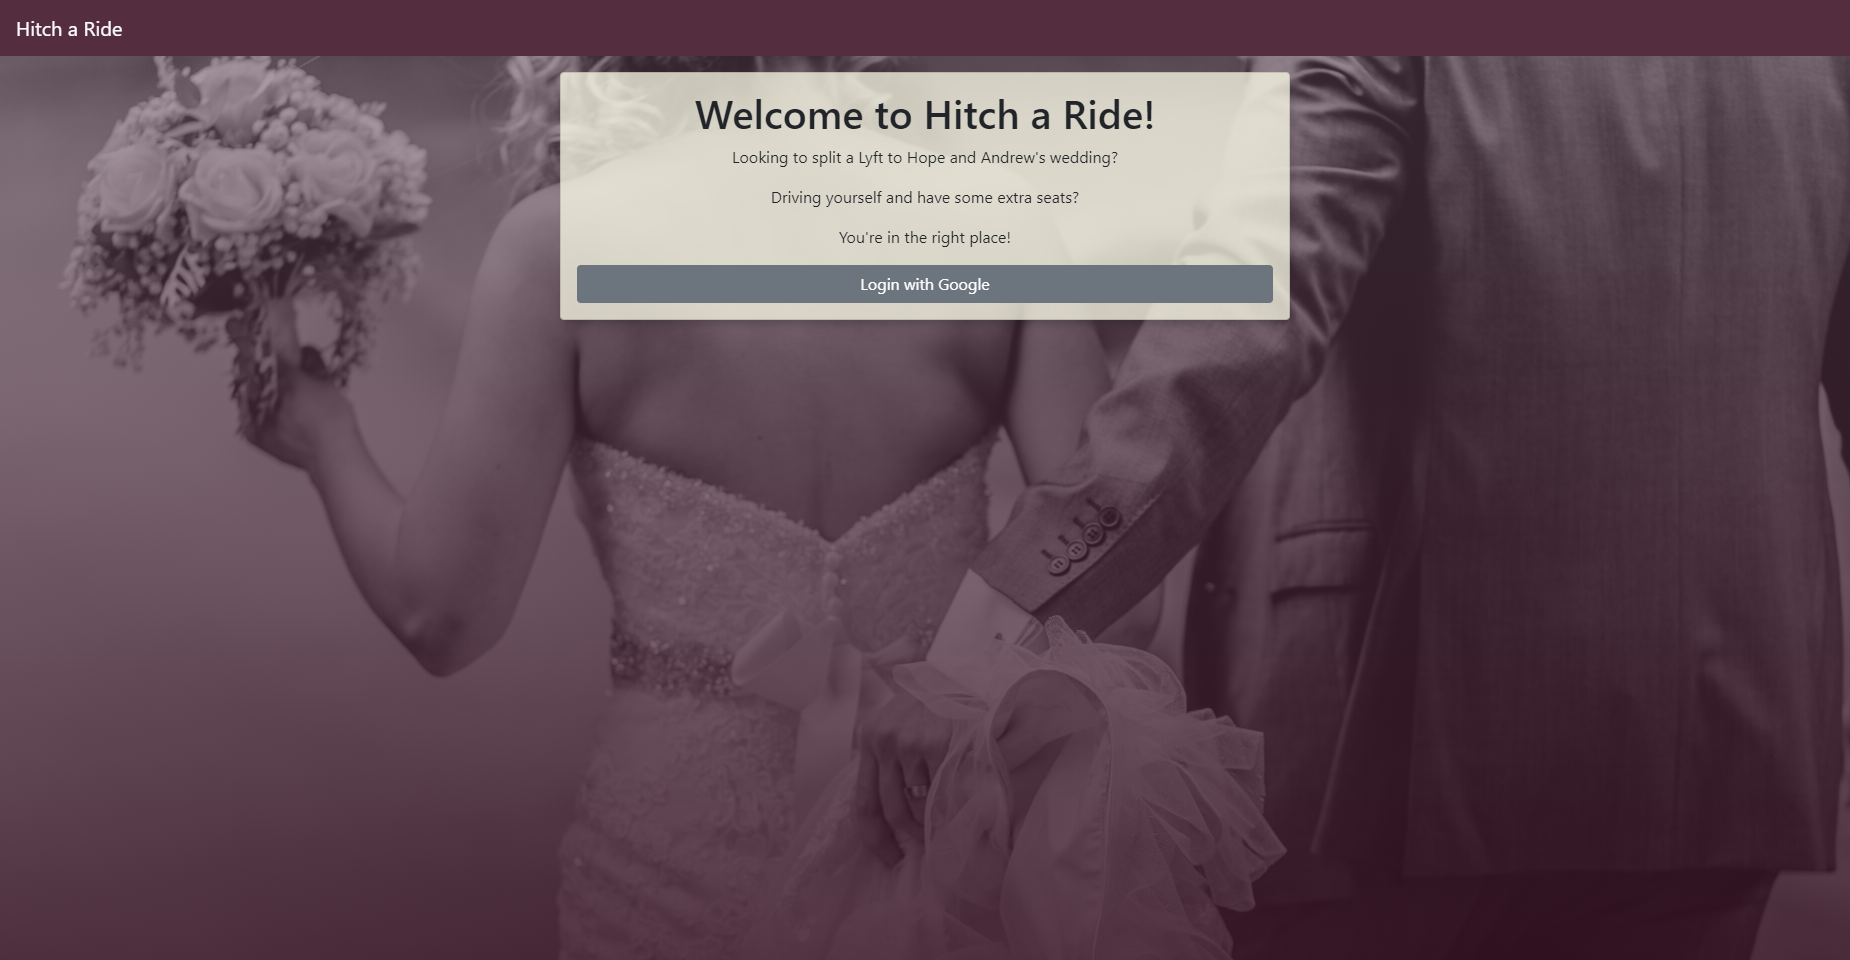 Hitch a Ride
Welcome to Hitch a Ride!
Looking to split a Lyft to Hope and Andrew's wedding?
Driving yourself and have some extra seats?
You're in the right place!
Login with Google